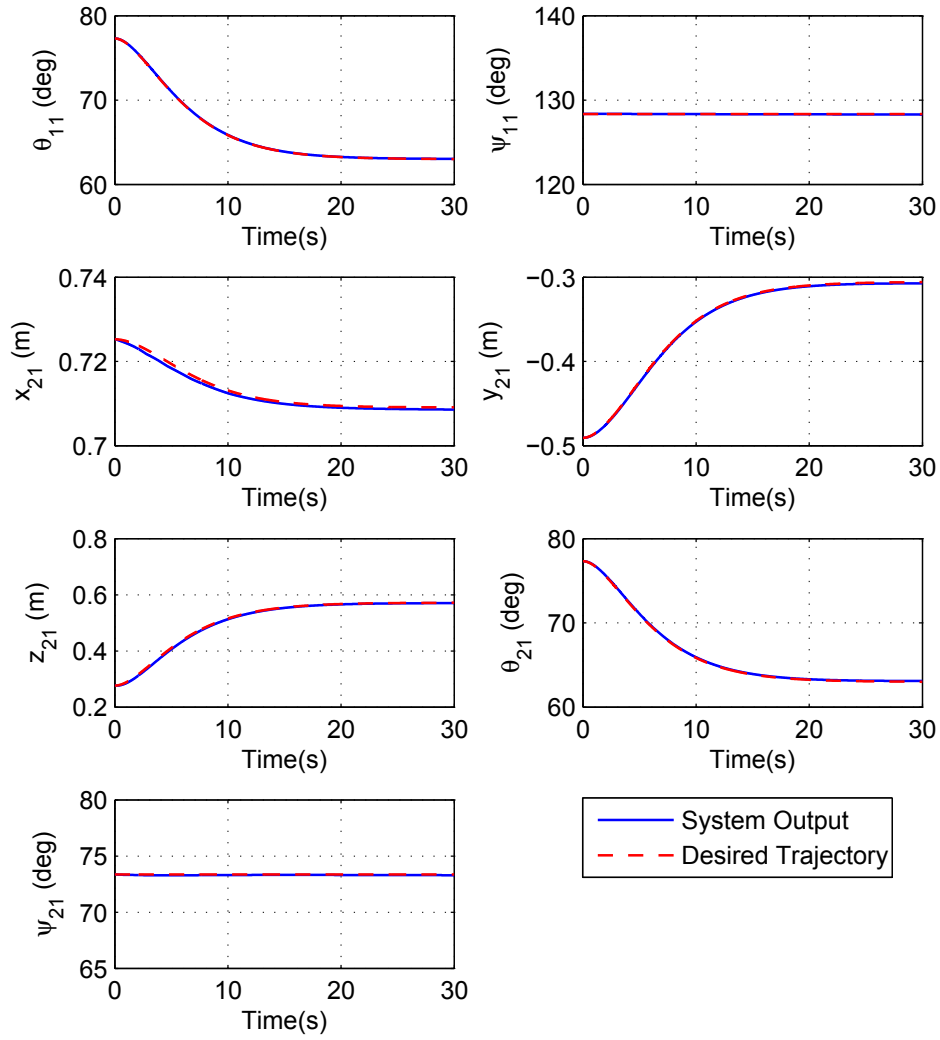 80
70
60
θ11 (deg)
0 10 20 30
Time(s)
140
130
120
ψ11 (deg)
0 10 20 30
Time(s)
0.74
0.72
0.7
x21 (m)
0 10 20 30
Time(s)
−0.3
−0.4
−0.5
y21 (m)
0 10 20 30
Time(s)
0.8
0.6
0.4
0.2
z21 (m)
0 10 20 30
Time(s)
80
70
60
θ21 (deg)
0 10 20 30
Time(s)
80
75
70
65
ψ21 (deg)
0 10 20 30
Time(s)
System Output
Desired Trajectory